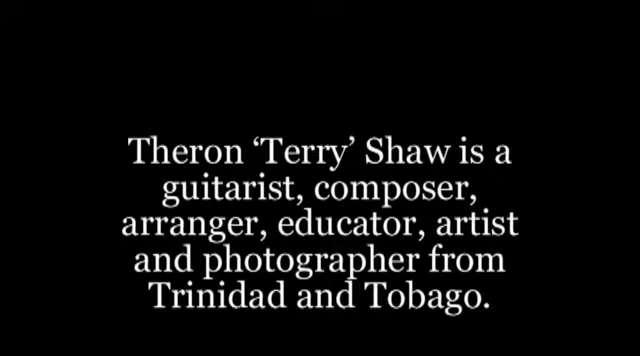 Theron ‘Terry’ Shaw is a
guitarist, composer,
arranger, educator, artist
and photographer from
Trinidad and Tobago.